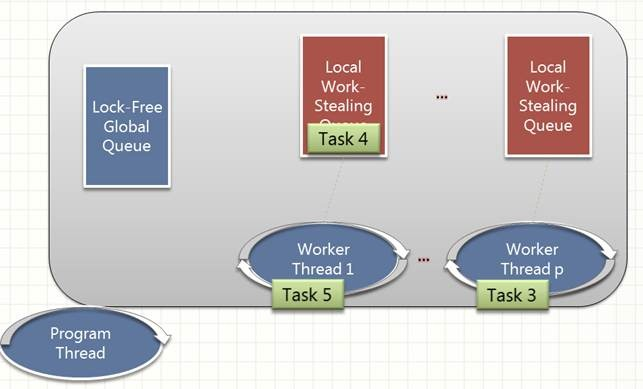 Lock-Free
Global
Queue
Local
Work-
Stealing
Queue
Task 4
...
Local
Work-
Stealing
Queue
Worker
Thread 1
Task 5
...
Worker
Thread p
Task 3
Program
Thread